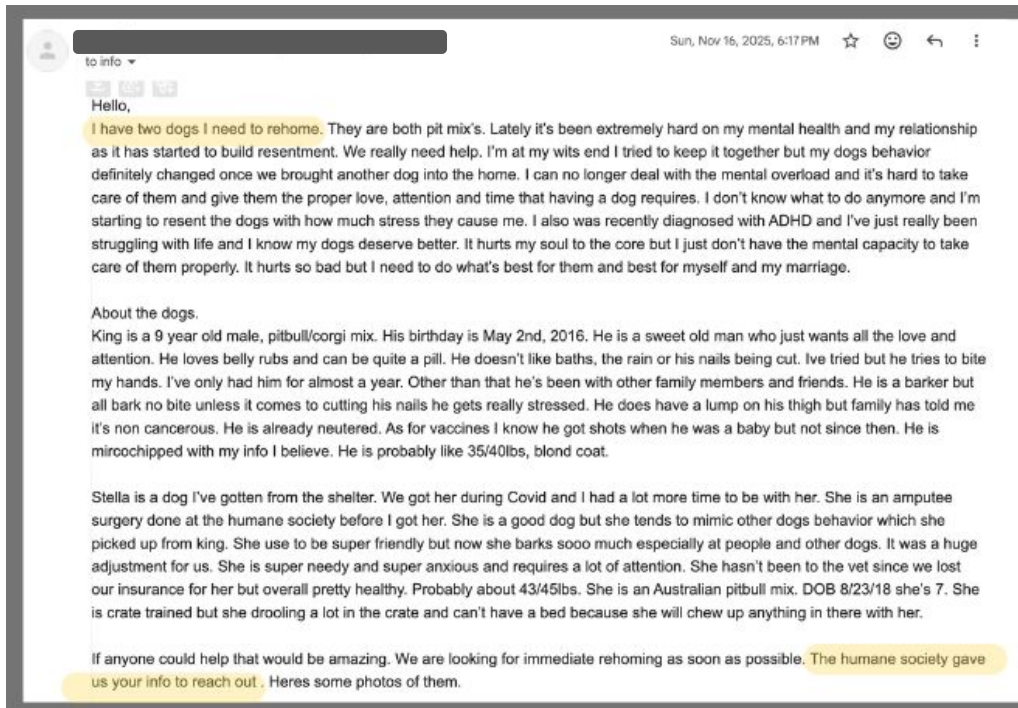 Sun, Nov 16, 2025, 6:17 PM
to info
Hello,
I have two dogs I need to rehome. They are both pit mix's. Lately it's been extremely hard on my mental health and my relationship
as it has started to build resentment. We really need help. I'm at my wits end I tried to keep it together but my dogs behavior
definitely changed once we brought another dog into the home. I can no longer deal with the mental overload and it's hard to take
care of them and give them the proper love, attention and time that having a dog requires. I don't know what to do anymore and I'm
starting to resent the dogs with how much stress they cause me. I also was recently diagnosed with ADHD and I've just really been
struggling with life and I know my dogs deserve better. It hurts my soul to the core but I just don't have the mental capacity to take
care of them properly. It hurts so bad but I need to do what's best for them and best for myself and my marriage.
About the dogs.
King is a 9 year old male, pitbull/corgi mix. His birthday is May 2nd, 2016. He is a sweet old man who just wants all the love and
attention. He loves belly rubs and can be quite a pill. He doesn't like baths, the rain or his nails being cut. Ive tried but he tries to bite
my hands. I've only had him for almost a year. Other than that he's been with other family members and friends. He is a barker but
all bark no bite unless it comes to cutting his nails he gets really stressed. He does have a lump on his thigh but family has told me
it's non cancerous. He is already neutered. As for vaccines I know he got shots when he was a baby but not since then. He is
mircochipped with my info I believe. He is probably like 35/40lbs, blond coat.
Stella is a dog I've gotten from the shelter. We got her during Covid and I had a lot more time to be with her. She is an amputee
surgery done at the humane society before I got her. She is a good dog but she tends to mimic other dogs behavior which she
picked up from king. She use to be super friendly but now she barks sooo much especially at people and other dogs. It was a huge
adjustment for us. She is super needy and super anxious and requires a lot of attention. She hasn't been to the vet since we lost
our insurance for her but overall pretty healthy. Probably about 43/45lbs. She is an Australian pitbull mix. DOB 8/23/18 she's 7. She
is crate trained but she drooling a lot in the crate and can't have a bed because she will chew up anything in there with her.
If anyone could help that would be amazing. We are looking for immediate rehoming as soon as possible. The humane society gave
us your info to reach out . Heres some photos of them.